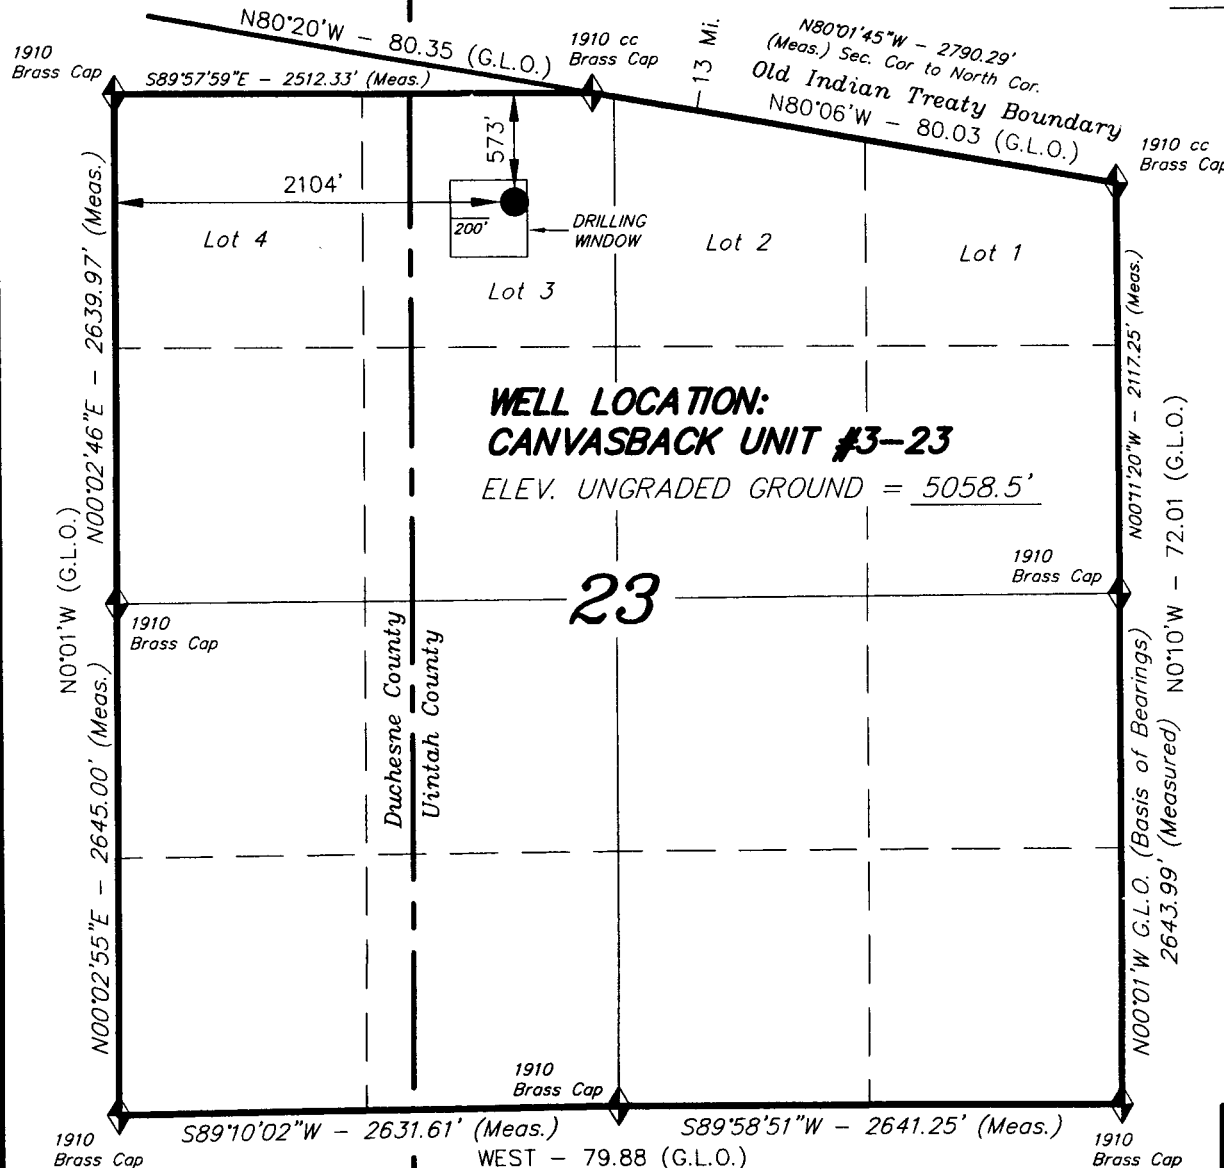 N80°20'W - 80.35 (G.L.O.)
1910 cc
Brass Cap
13 Mi.
N80°01'45"W - 2790.29'
(Meas.) Sec. Cor to North Cor.
Old Indian Treaty Boundary
N80°06'W - 80.03 (G.L.O.)
1910
Brass Cap
S89°57'59"E - 2512.33' (Meas.)
1910 cc
Brass Cap
573'
2104'
200'
DRILLING
WINDOW
Lot 4
Lot 3
Lot 2
Lot 1
N00°02'46"E - 2639.97' (Meas.)
N00°11'20"W - 2117.25' (Meas.)
WELL LOCATION:
CANVASBACK UNIT #3-23
ELEV. UNGRADED GROUND = 5058.5'
N0°01'W (G.L.O.)
N0°10'W - 72.01 (G.L.O.)
1910
Brass Cap
23
1910
Brass Cap
Duchesne County
Uintah County
N00°02'55"E - 2645.00' (Meas.)
N00°01'W G.L.O. (Basis of Bearings)
2643.99' (Measured)
1910
Brass Cap
1910
Brass Cap
S89°10'02"W - 2631.61' (Meas.)
S89°58'51"W - 2641.25' (Meas.)
1910
Brass Cap
WEST - 79.88 (G.L.O.)